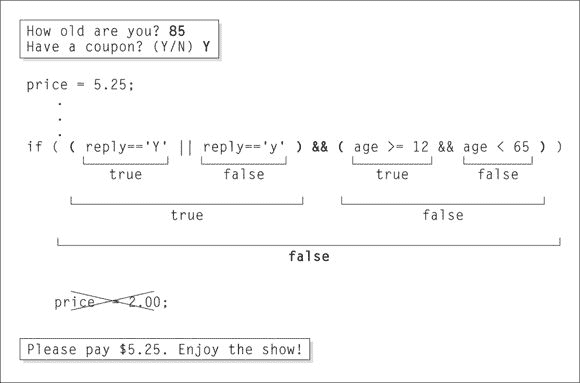 How old are you? 85
Have a coupon? (Y/N) Y
price = 5.25;
.
.
.
if ( ( reply=='Y' || reply=='y' ) && ( age >= 12 && age < 65 ) )
true false true false
true false
false
price = 2.00;
Please pay $5.25. Enjoy the show!